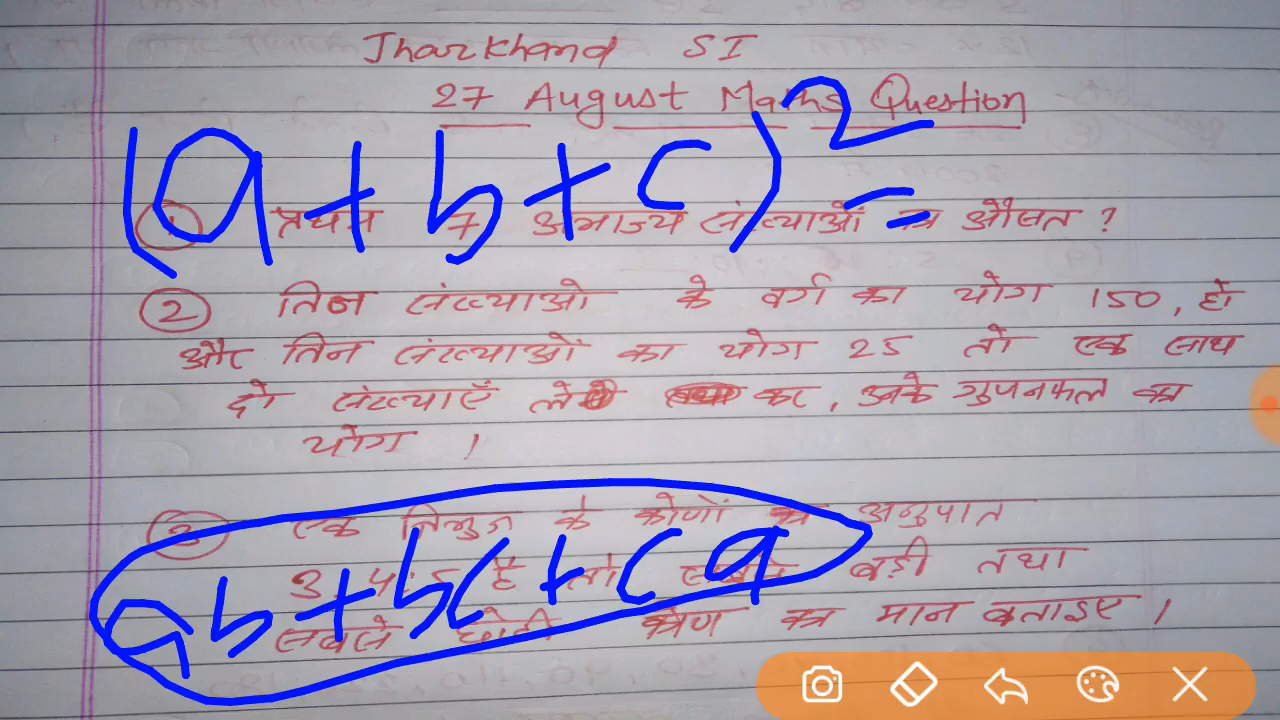 Jharkhand SI
27 August Maths Question
(a + b + c)² =
① प्रथम 7 अभाज्य संख्याओं का औसत ?
② तिन संख्याओ के वर्ग का योग 150, हो
और तिन संख्याओं का योग 25 तो एक साथ
दो संख्याएँ ले कर, उनके गुणनफल का
योग ।
③ एक त्रिभुज के कोणों का अनुपात
3:4:5 है तो सबसे बड़ी तथा
ab + bc + ca
सबसे छोटी कोण का मान बताइए ।